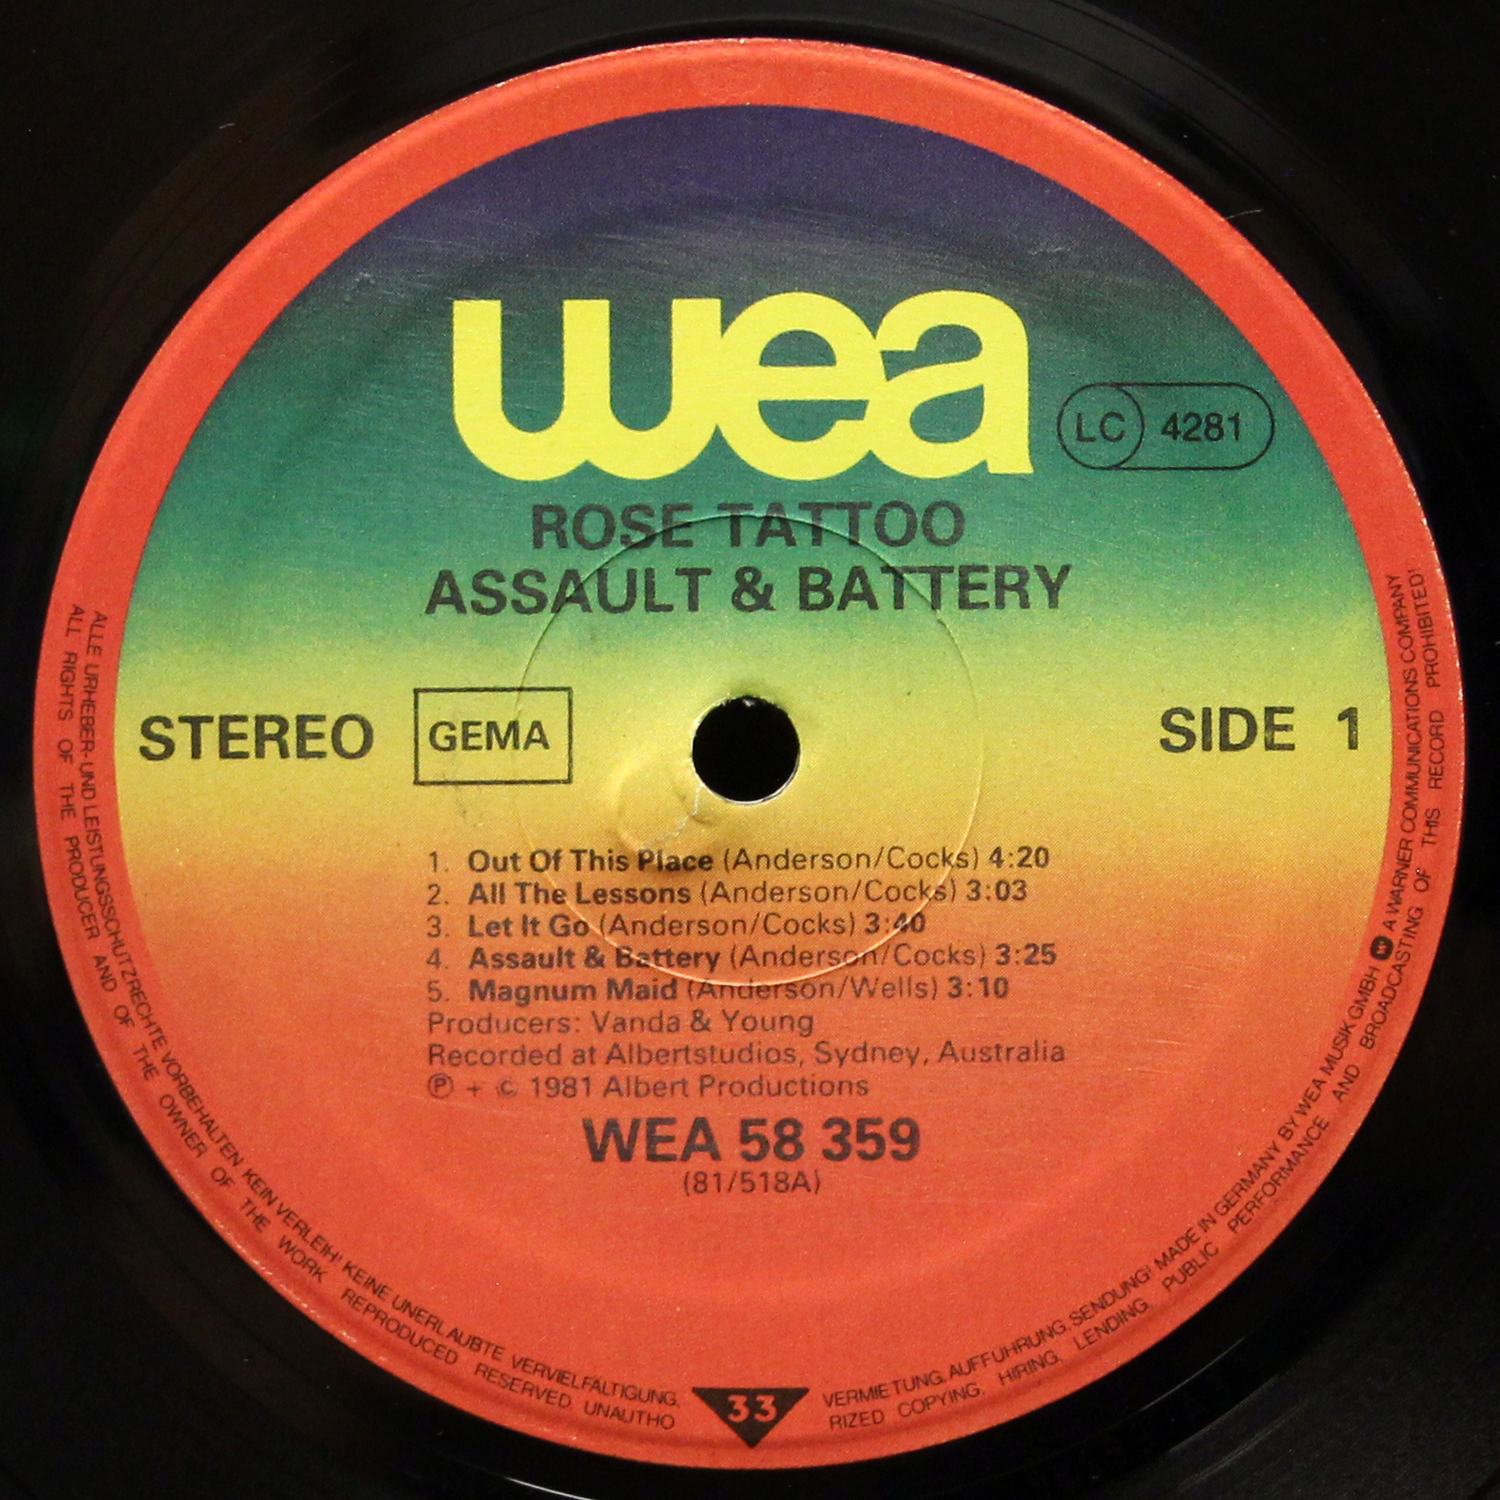 wea
LC 4281
ROSE TATTOO
ASSAULT & BATTERY
STEREO GEMA SIDE 1
1. Out Of This Place (Anderson/Cocks) 4:20
2. All The Lessons (Anderson/Cocks) 3:03
3. Let It Go (Anderson/Cocks) 3:40
4. Assault & Battery (Anderson/Cocks) 3:25
5. Magnum Maid (Anderson/Wells) 3:10
Producers: Vanda & Young
Recorded at Albertstudios, Sydney, Australia
℗ + © 1981 Albert Productions
WEA 58 359
(81/518A)
33
ALLE URHEBER- UND LEISTUNGSSCHUTZRECHTE VORBEHALTEN KEIN VERLEIH! KEINE UNERLAUBTE VERVIELFÄLTIGUNG, VERMIETUNG, AUFFÜHRUNG, SENDUNG! MADE IN GERMANY BY WEA MUSIK GMBH A WARNER COMMUNICATIONS COMPANY
ALL RIGHTS OF THE PRODUCER AND OF THE OWNER OF THE WORK REPRODUCED RESERVED. UNAUTHORIZED COPYING, HIRING, LENDING, PUBLIC PERFORMANCE AND BROADCASTING OF THIS RECORD PROHIBITED!